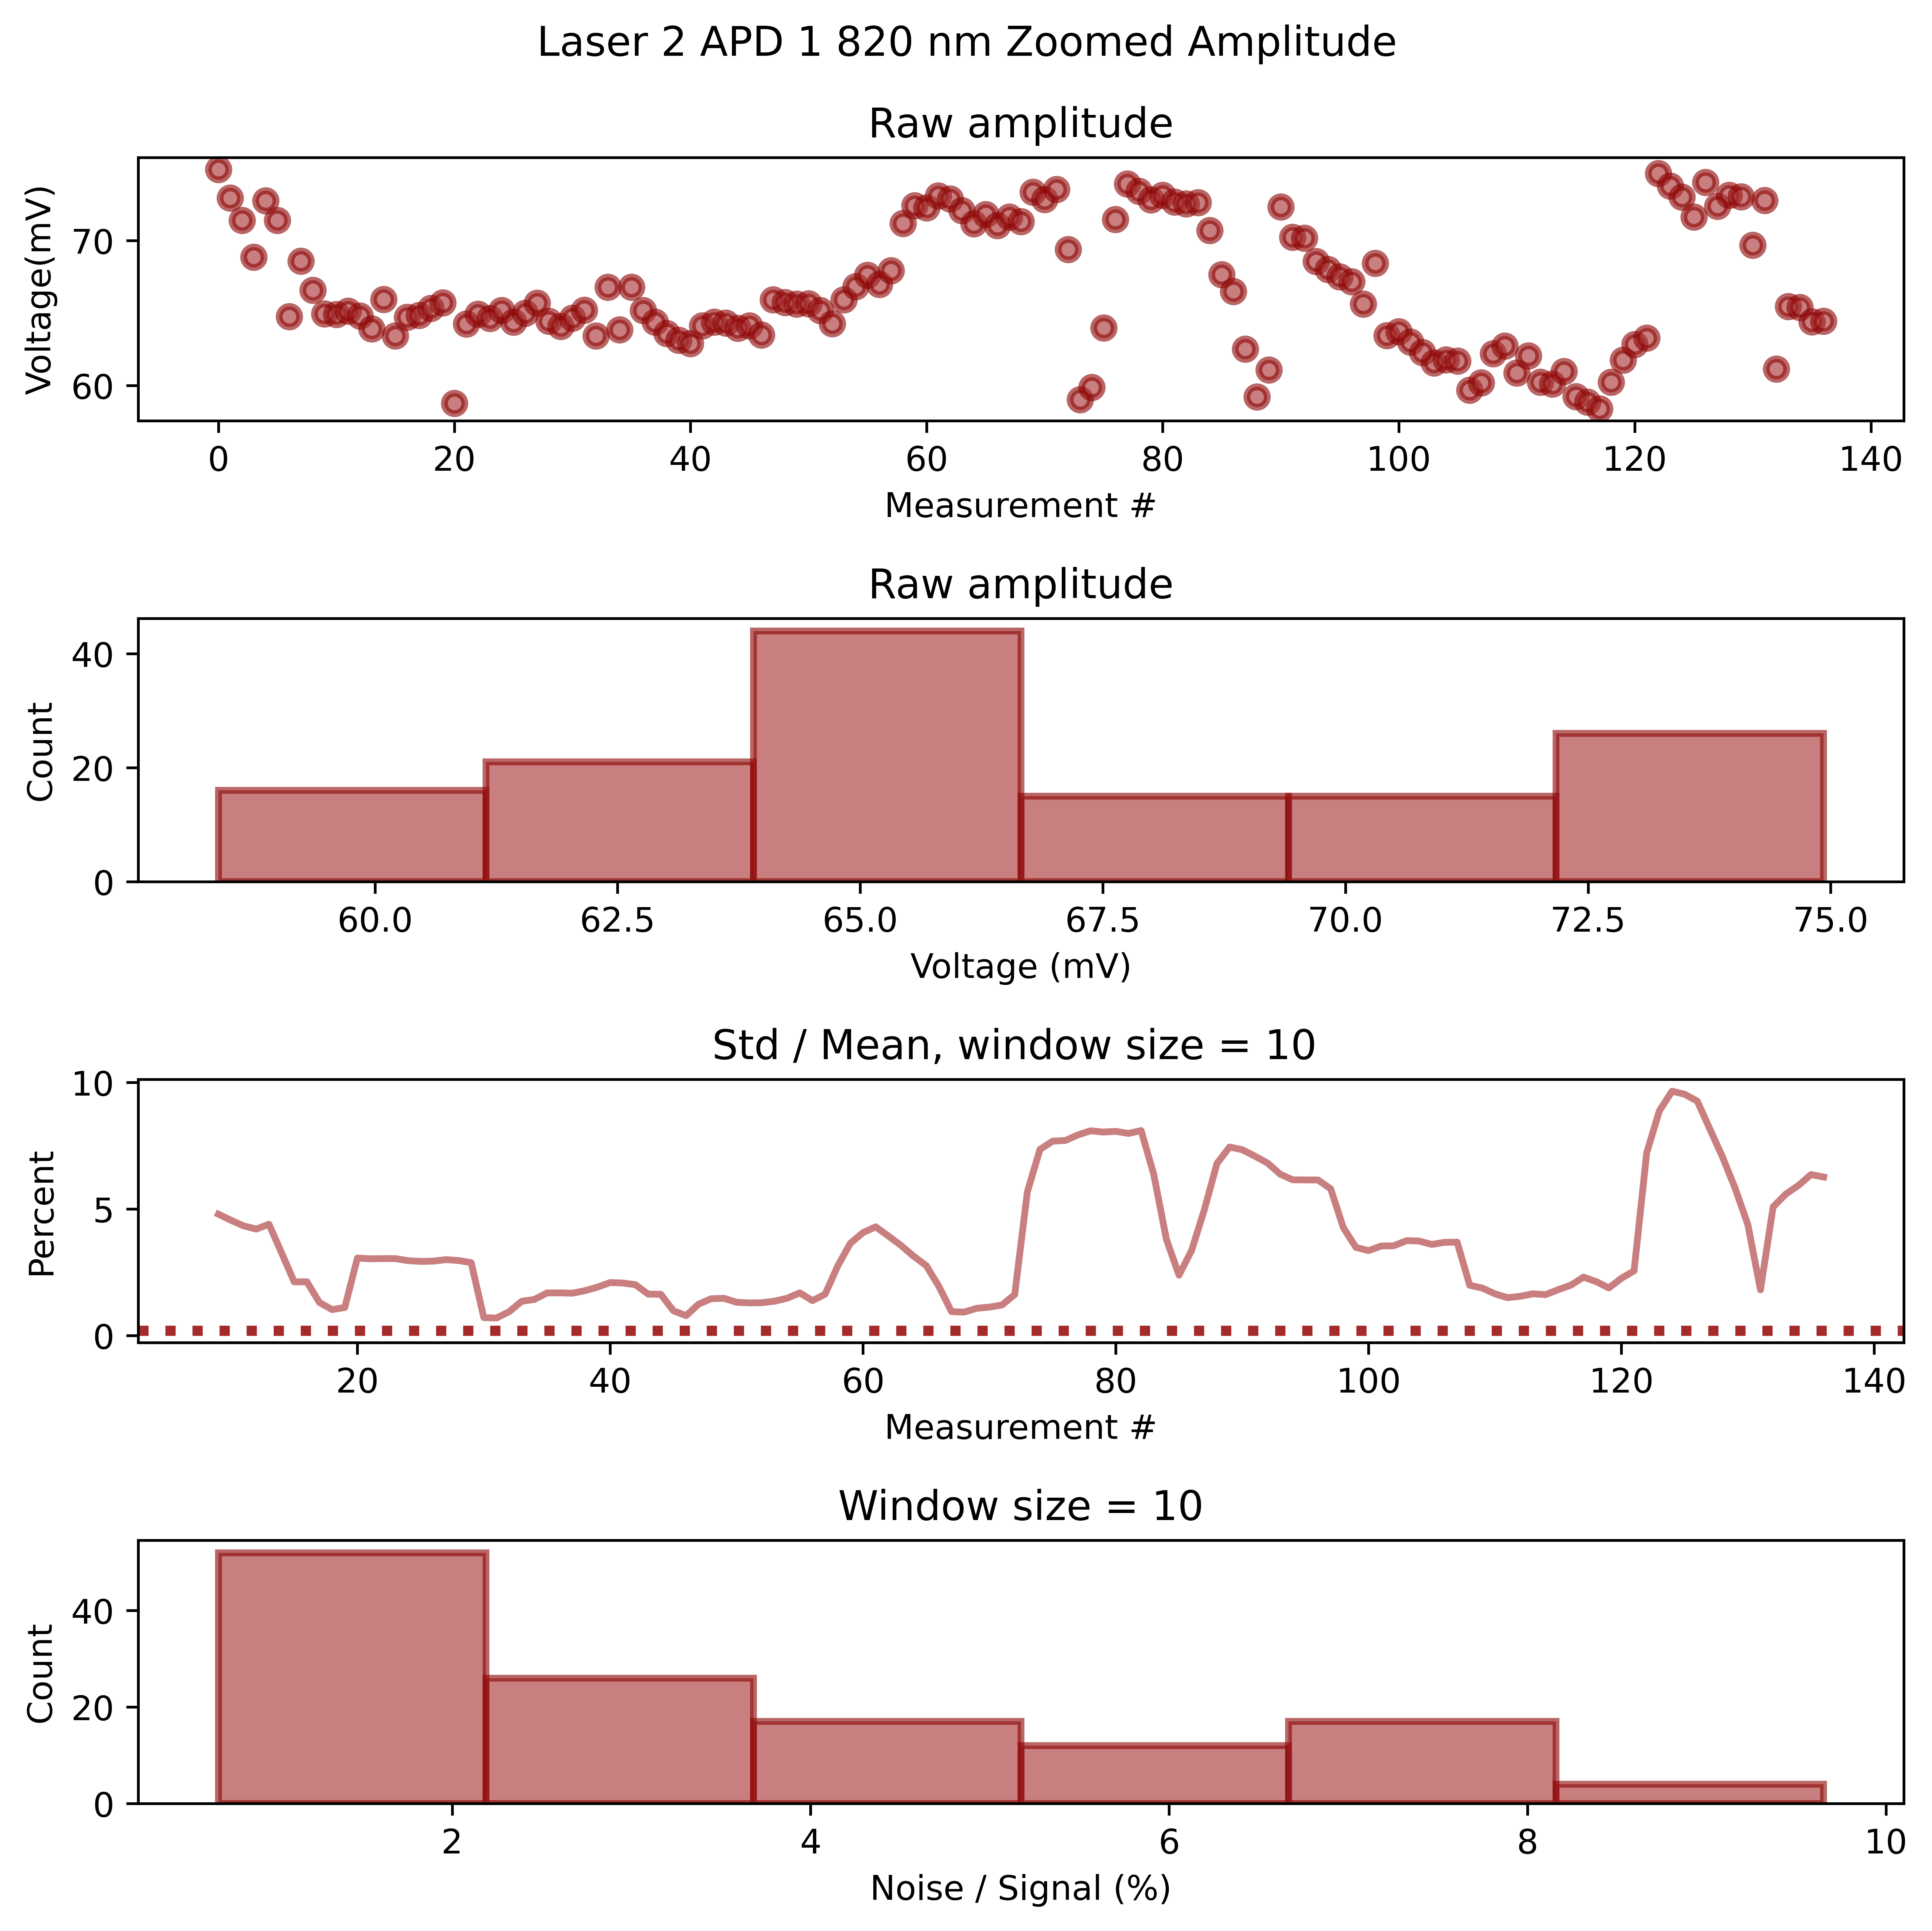 Laser 2 APD 1 820 nm Zoomed Amplitude
Raw amplitude
Voltage(mV)
70
60
0 20 40 60 80 100 120 140
Measurement #
Raw amplitude
Count
40
20
0
60.0 62.5 65.0 67.5 70.0 72.5 75.0
Voltage (mV)
Std / Mean, window size = 10
Percent
10
5
0
20 40 60 80 100 120 140
Measurement #
Window size = 10
Count
40
20
0
2 4 6 8 10
Noise / Signal (%)